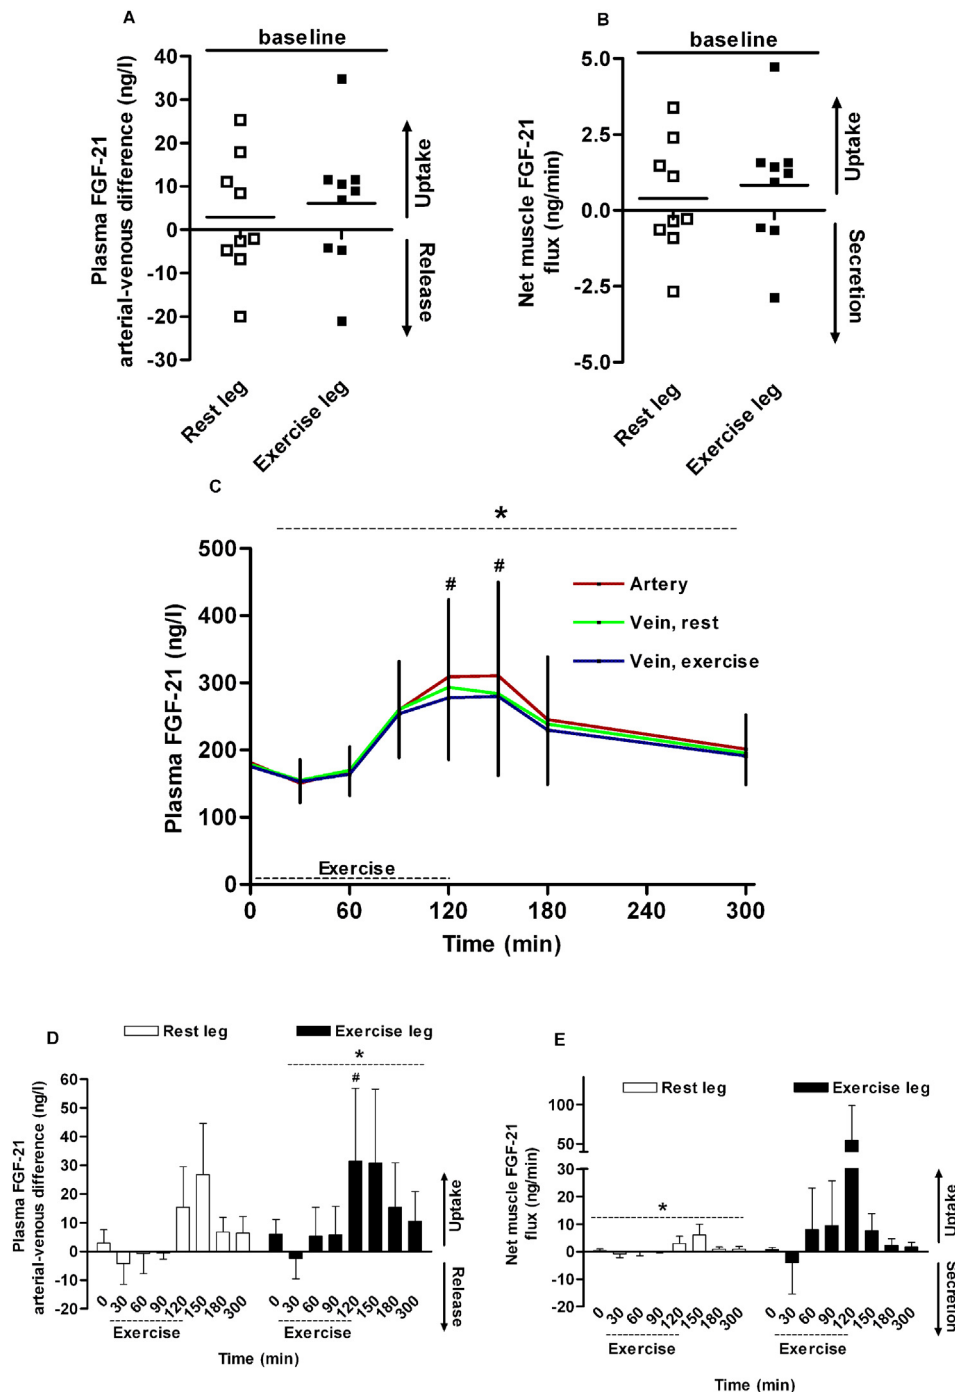 A
baseline
Plasma FGF-21
arterial-venous difference (ng/l)
40
30
20
10
0
-10
-20
-30
Uptake
Release
Rest leg
Exercise leg
B
baseline
Net muscle FGF-21
flux (ng/min)
5.0
2.5
0.0
-2.5
-5.0
Uptake
Secretion
Rest leg
Exercise leg
C
*
Plasma FGF-21 (ng/l)
500
400
300
200
100
0
# #
Artery
Vein, rest
Vein, exercise
Exercise
0 60 120 180 240 300
Time (min)
D
Rest leg Exercise leg
*
#
Plasma FGF-21
arterial-venous difference (ng/l)
60
50
40
30
20
10
0
-10
-20
Uptake
Release
0 30 60 90 120 150 180 300 0 30 60 90 120 150 180 300
Exercise Exercise
Time (min)
E
Rest leg Exercise leg
*
Net muscle FGF-21
flux (ng/min)
100
50
30
20
10
0
-10
-20
Uptake
Secretion
0 30 60 90 120 150 180 300 0 30 60 90 120 150 180 300
Exercise Exercise
Time (min)